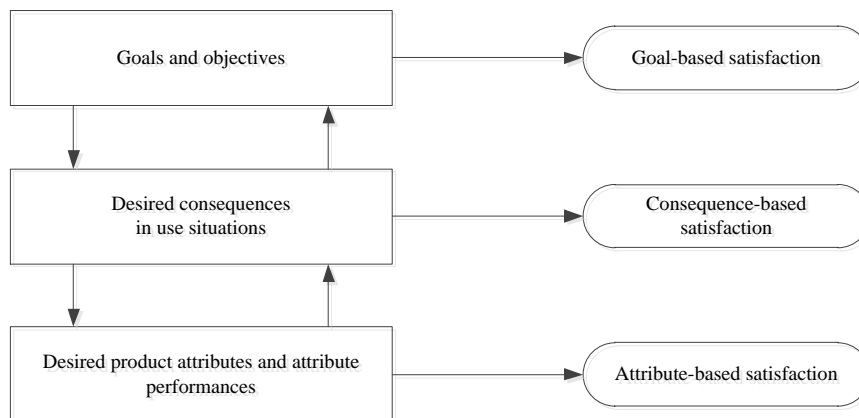 Goals and objectives
Goal-based satisfaction
Desired consequences
in use situations
Consequence-based
satisfaction
Desired product attributes and attribute
performances
Attribute-based satisfaction